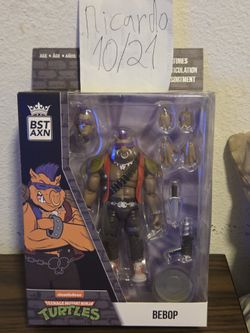 Ricardo
10/21
BST
AXN
nickelodeon
TEENAGE MUTANT NINJA
TURTLES
BEBOP